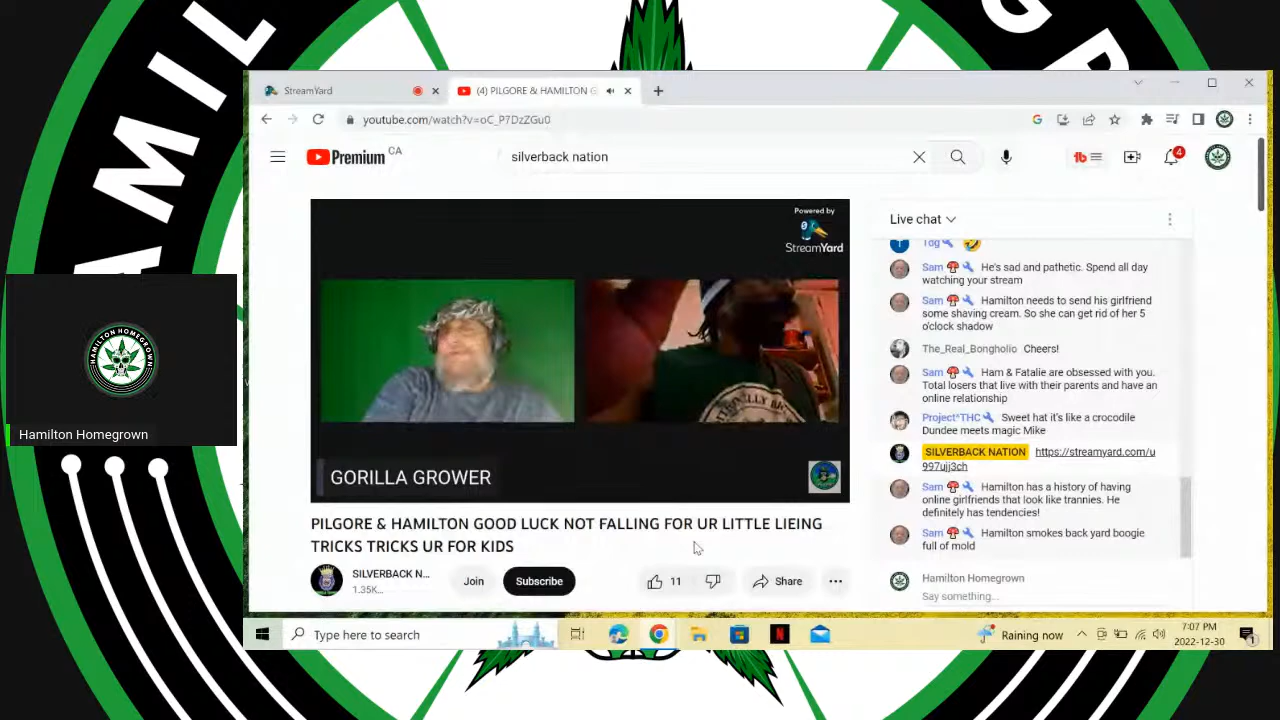 AMIL
GR
StreamYard
(4) PILGORE & HAMILTON G
youtube.com/watch?v=oC_P7DzZGu0
Premium CA
silverback nation
4
Powered by
StreamYard
GORILLA GROWER
Live chat
Tog
Sam He's sad and pathetic. Spend all day
watching your stream
Sam Hamilton needs to send his girlfriend
some shaving cream. So she can get rid of her 5
o'clock shadow
The_Real_Bongholio Cheers!
Sam Ham & Fatalie are obsessed with you.
Total losers that live with their parents and have an
online relationship
Project^THC Sweet hat it's like a crocodile
Dundee meets magic Mike
SILVERBACK NATION https://streamyard.com/u
997ujj3ch
Sam Hamilton has a history of having
online girlfriends that look like trannies. He
definitely has tendencies!
Sam Hamilton smokes back yard boogie
full of mold
Hamilton Homegrown
Say something...
PILGORE & HAMILTON GOOD LUCK NOT FALLING FOR UR LITTLE LIEING
TRICKS TRICKS UR FOR KIDS
SILVERBACK N...
1.35K...
Join
Subscribe
11
Share
HAMILTON HOMEGROWN
Hamilton Homegrown
Type here to search
Raining now
7:07 PM
2022-12-30